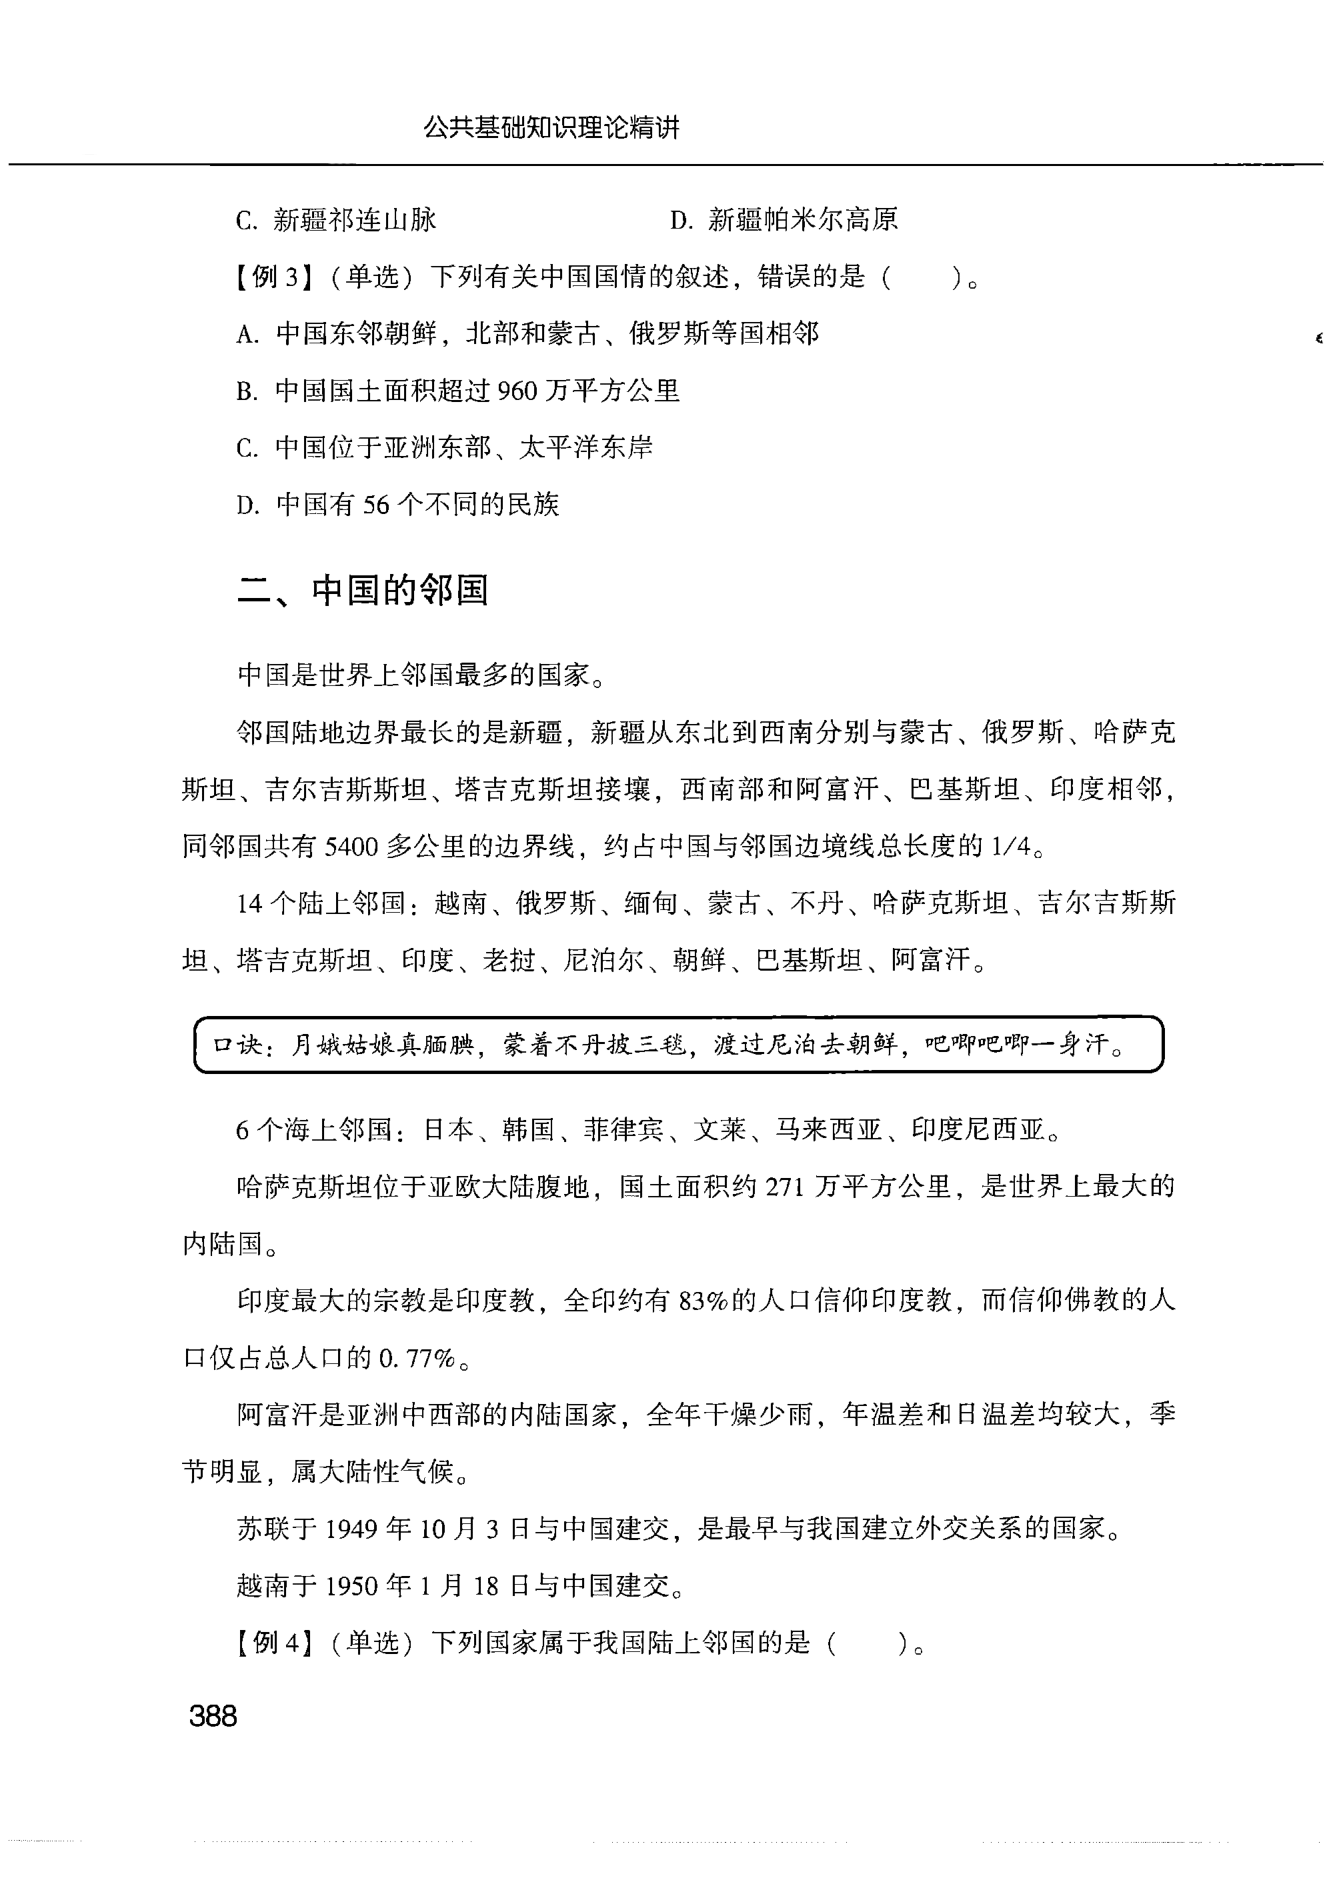 公共基础知识理论精讲
C. 新疆祁连山脉 D. 新疆帕米尔高原
【例 3】（单选）下列有关中国国情的叙述，错误的是（　　）。
A. 中国东邻朝鲜，北部和蒙古、俄罗斯等国相邻
B. 中国国土面积超过 960 万平方公里
C. 中国位于亚洲东部、太平洋东岸
D. 中国有 56 个不同的民族
二、中国的邻国
中国是世界上邻国最多的国家。
邻国陆地边界最长的是新疆，新疆从东北到西南分别与蒙古、俄罗斯、哈萨克
斯坦、吉尔吉斯斯坦、塔吉克斯坦接壤，西南部和阿富汗、巴基斯坦、印度相邻，
同邻国共有 5400 多公里的边界线，约占中国与邻国边境线总长度的 1/4。
14 个陆上邻国：越南、俄罗斯、缅甸、蒙古、不丹、哈萨克斯坦、吉尔吉斯斯
坦、塔吉克斯坦、印度、老挝、尼泊尔、朝鲜、巴基斯坦、阿富汗。
口诀：月娥姑娘真腼腆，蒙着不丹披三毯，渡过尼泊去朝鲜，吧唧吧唧一身汗。
6 个海上邻国：日本、韩国、菲律宾、文莱、马来西亚、印度尼西亚。
哈萨克斯坦位于亚欧大陆腹地，国土面积约 271 万平方公里，是世界上最大的
内陆国。
印度最大的宗教是印度教，全印约有 83%的人口信仰印度教，而信仰佛教的人
口仅占总人口的 0. 77%。
阿富汗是亚洲中西部的内陆国家，全年干燥少雨，年温差和日温差均较大，季
节明显，属大陆性气候。
苏联于 1949 年 10 月 3 日与中国建交，是最早与我国建立外交关系的国家。
越南于 1950 年 1 月 18 日与中国建交。
【例 4】（单选）下列国家属于我国陆上邻国的是（　　）。
388